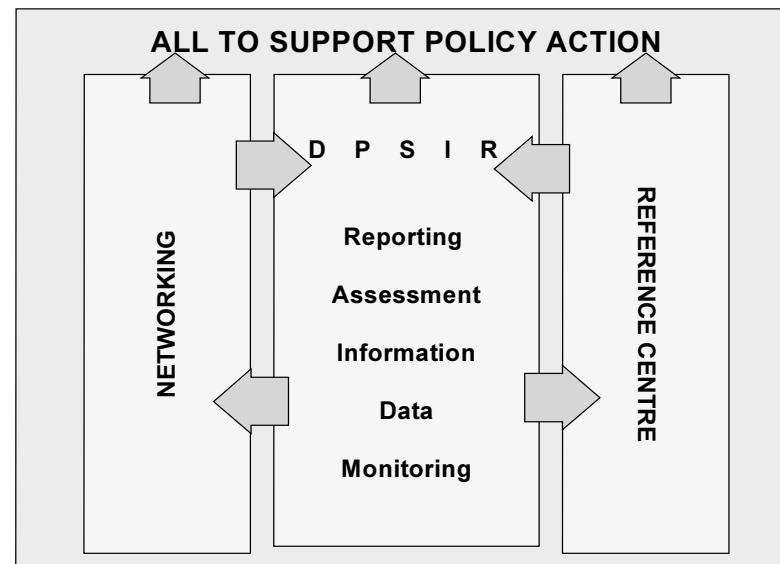 ALL TO SUPPORT POLICY ACTION
NETWORKING
D P S I R
Reporting
Assessment
Information
Data
Monitoring
REFERENCE CENTRE